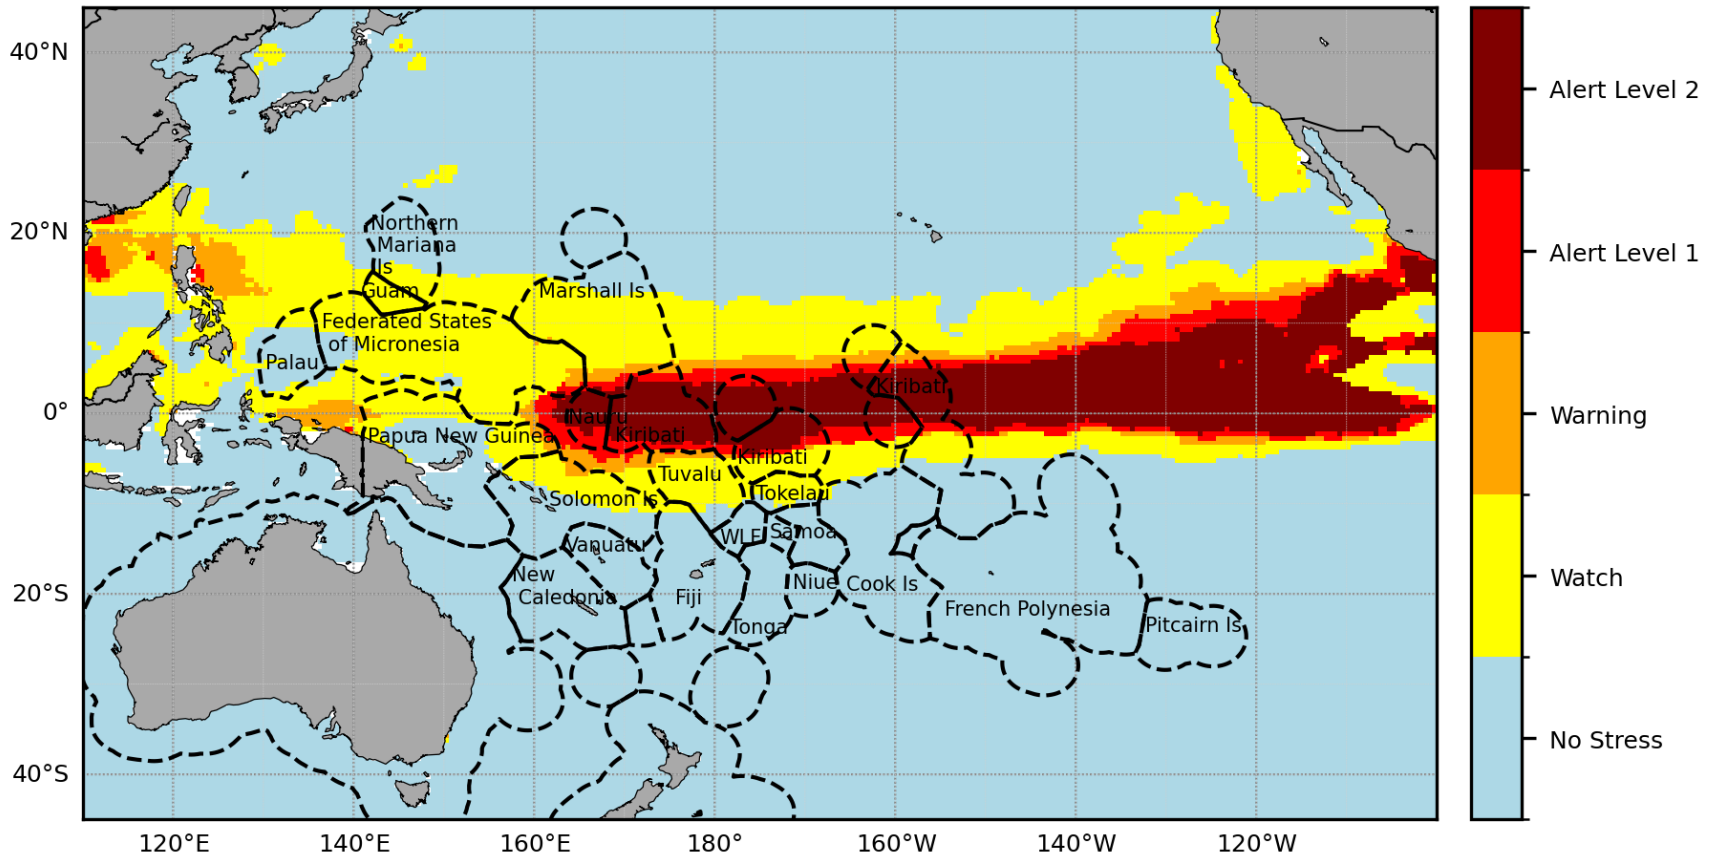 40°N
20°N
0°
20°S
40°S
120°E
140°E
160°E
180°
160°W
140°W
120°W
Northern
Mariana
Is
Guam
Marshall Is
Federated States
of Micronesia
Palau
Kiribati
Nauru
Papua New Guinea
Kiribati
Kiribati
Tuvalu
Solomon Is
Tokelau
Vanuatu
WLF
Samoa
New
Caledonia
Fiji
Niue
Cook Is
French Polynesia
Tonga
Pitcairn Is
Alert Level 2
Alert Level 1
Warning
Watch
No Stress